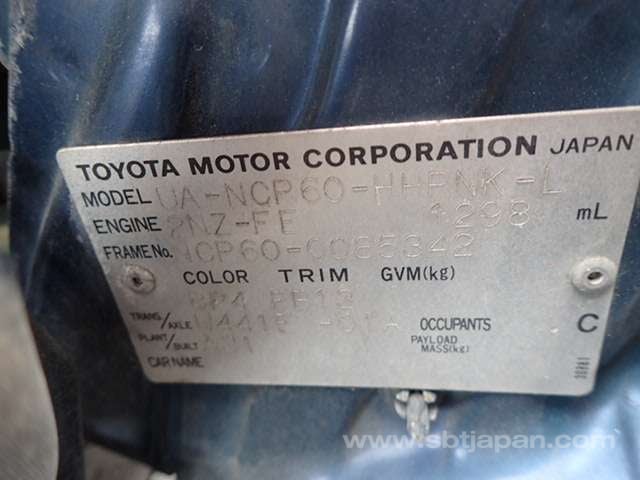 TOYOTA MOTOR CORPORATION JAPAN
MODEL UA-NCP60-HHPNK-L
ENGINE 2NZ-FE 1298 mL
FRAME No. NCP60-0085342
COLOR TRIM GVM(kg)
TRANS./AXLE
OCCUPANTS
C
PLANT/BUILT
PAYLOAD MASS(kg)
CAR NAME
www.sbtjapan.com